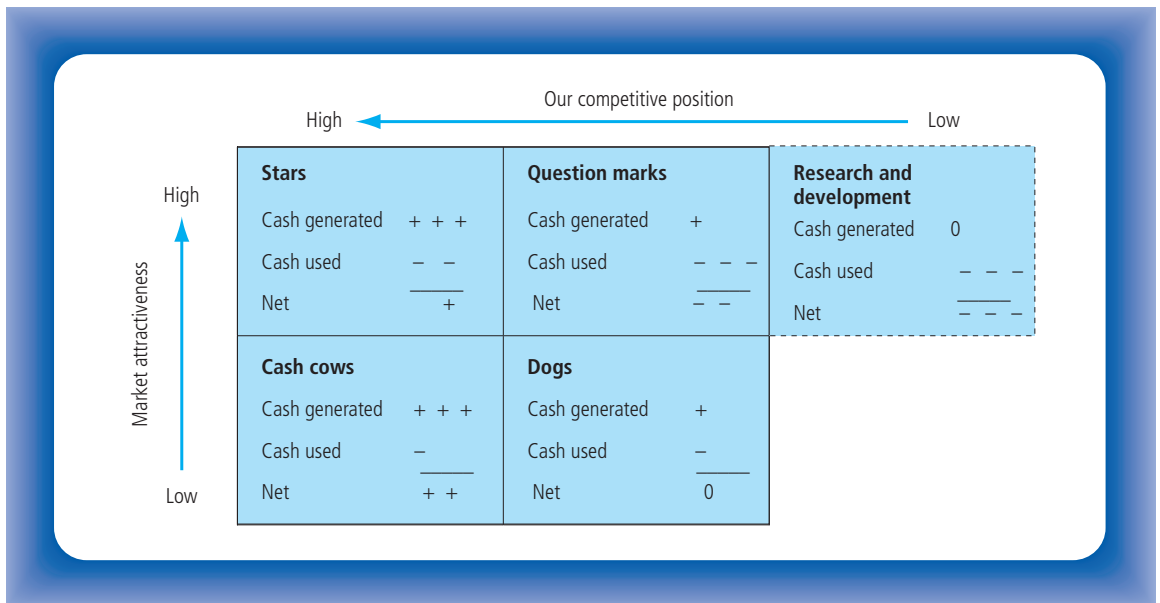 Our competitive position
High
Low
High
Market attractiveness
Low
Stars
Cash generated + + +
Cash used – –
Net +
Question marks
Cash generated +
Cash used – – –
Net – –
Research and
development
Cash generated 0
Cash used – – –
Net – – –
Cash cows
Cash generated + + +
Cash used –
Net + +
Dogs
Cash generated +
Cash used –
Net 0